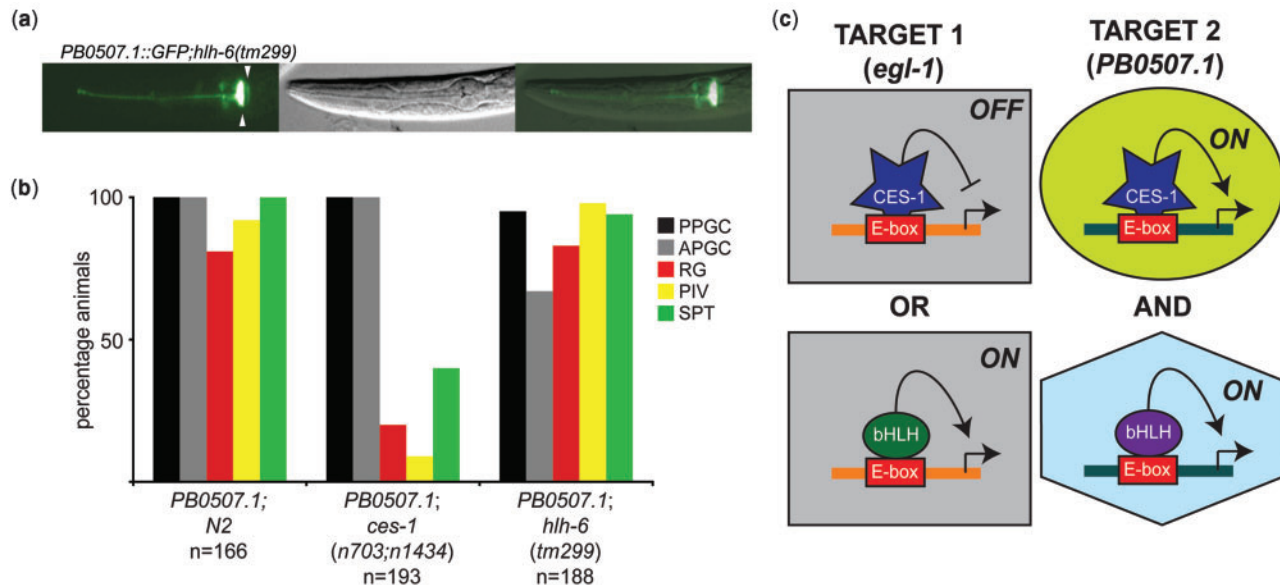 (a)
PB0507.1::GFP;hlh-6(tm299)
(b)
percentage animals
100
50
PPGC
APGC
RG
PIV
SPT
PB0507.1;
N2
n=166
PB0507.1;
ces-1
(n703;n1434)
n=193
PB0507.1;
hlh-6
(tm299)
n=188
(c)
TARGET 1
(egl-1)
OFF
CES-1
E-box
OR
ON
bHLH
E-box
TARGET 2
(PB0507.1)
ON
CES-1
E-box
AND
ON
bHLH
E-box